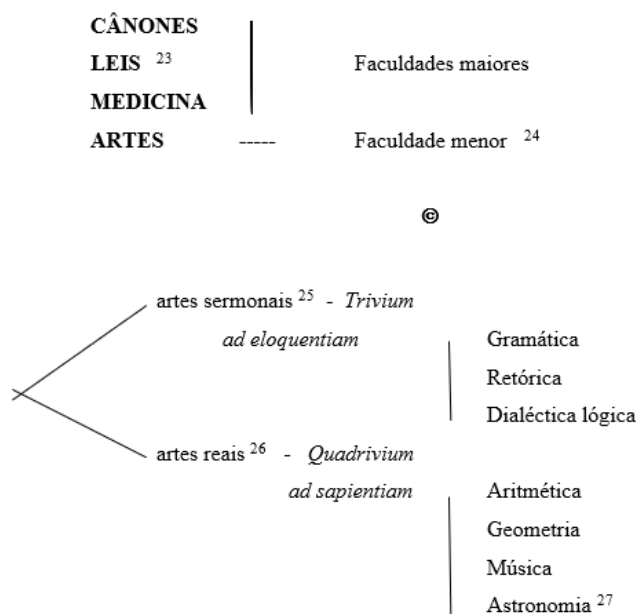 CÂNONES
LEIS 23 Faculdades maiores
MEDICINA
ARTES ----- Faculdade menor 24
©
artes sermonais 25 - Trivium
ad eloquentiam Gramática
Retórica
Dialéctica lógica
artes reais 26 - Quadrivium
ad sapientiam Aritmética
Geometria
Música
Astronomia 27